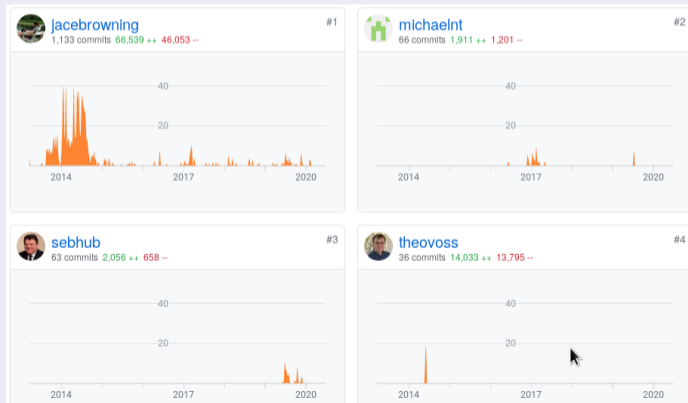 jacebrowning #1
1,133 commits 66,539 ++ 46,053 --
40
20
2014 2017 2020
michaelnt #2
66 commits 1,911 ++ 1,201 --
40
20
2014 2017 2020
sebhub #3
63 commits 2,056 ++ 658 --
40
20
2014 2017 2020
theovoss #4
36 commits 14,033 ++ 13,795 --
40
20
2014 2017 2020